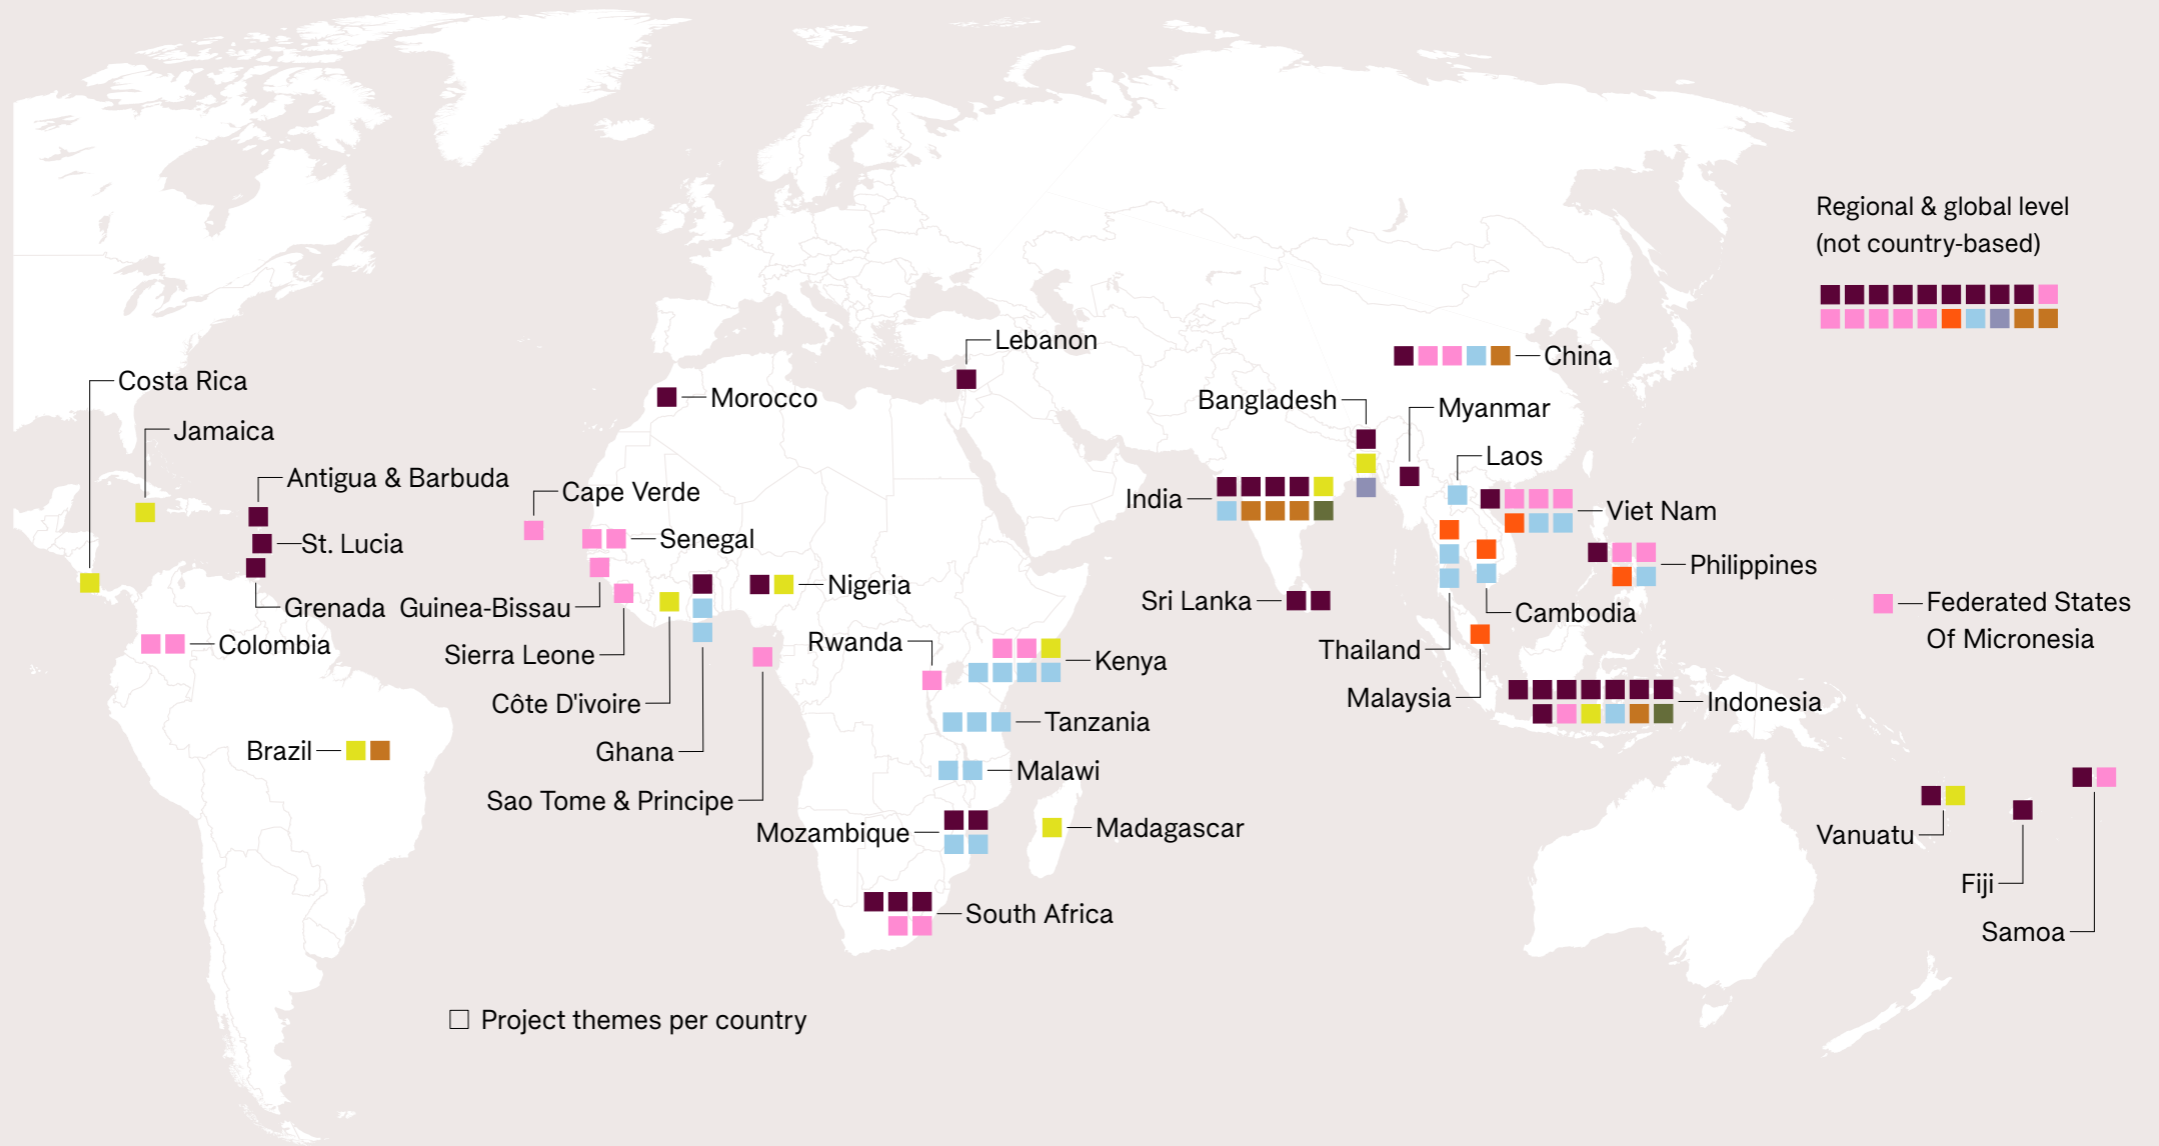 Regional & global level
(not country-based)
Lebanon
China
Costa Rica
Morocco
Bangladesh
Myanmar
Jamaica
Laos
Antigua & Barbuda
Cape Verde
India
Viet Nam
St. Lucia
Senegal
Philippines
Nigeria
Sri Lanka
Grenada
Guinea-Bissau
Cambodia
Federated States
Of Micronesia
Colombia
Sierra Leone
Rwanda
Kenya
Thailand
Malaysia
Indonesia
Côte D'ivoire
Tanzania
Brazil
Ghana
Malawi
Sao Tome & Principe
Mozambique
Madagascar
Vanuatu
Fiji
South Africa
Samoa
Project themes per country